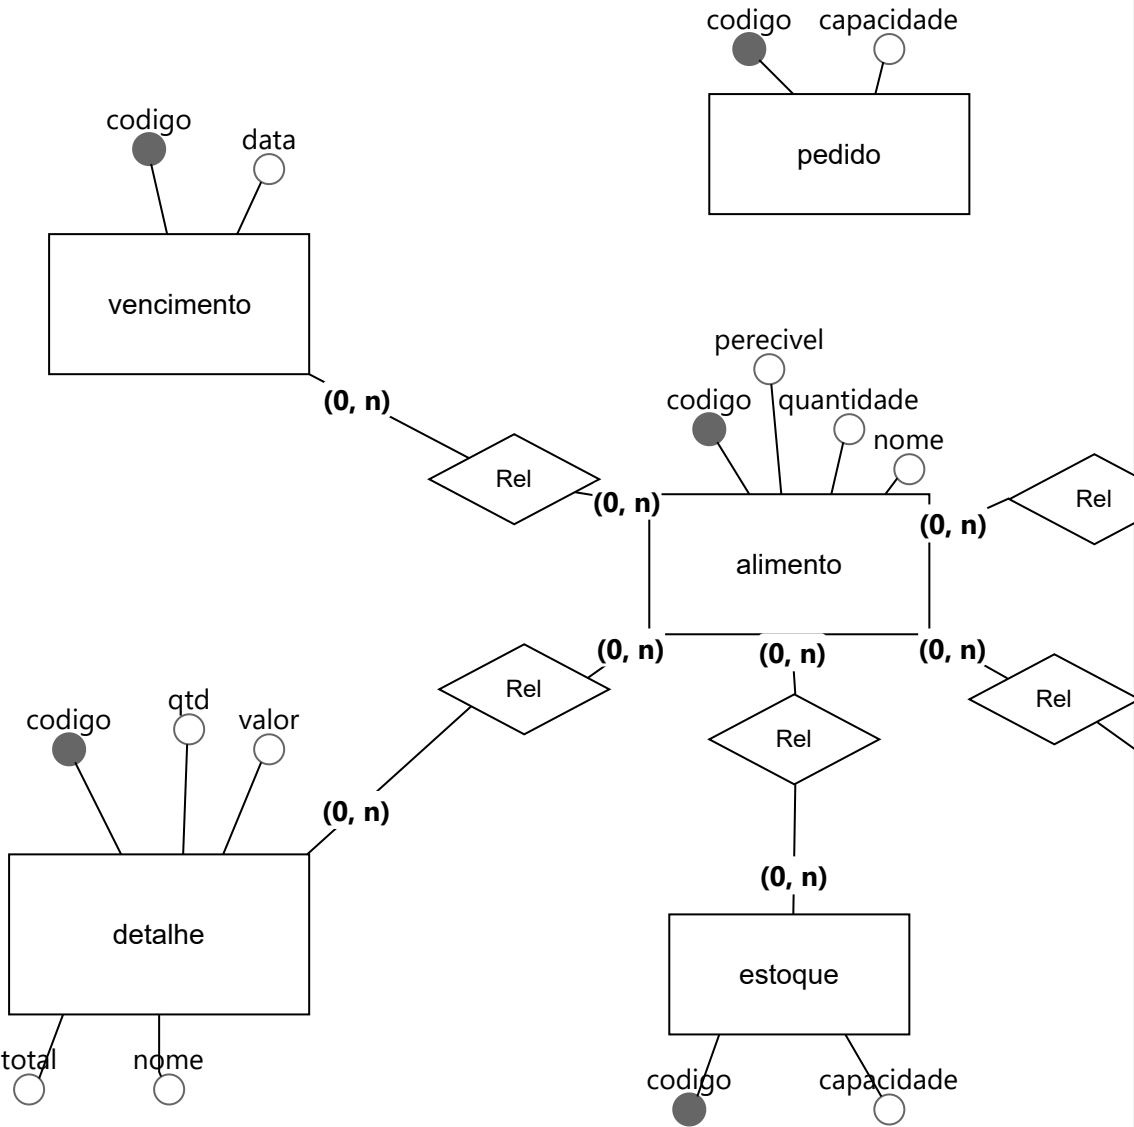 codigo
capacidade
pedido
codigo
data
vencimento
(0, n)
Rel
(0, n)
perecivel
codigo
quantidade
nome
alimento
(0, n)
Rel
(0, n)
Rel
(0, n)
Rel
(0, n)
Rel
codigo
qtd
valor
(0, n)
detalhe
total
nome
(0, n)
estoque
codigo
capacidade